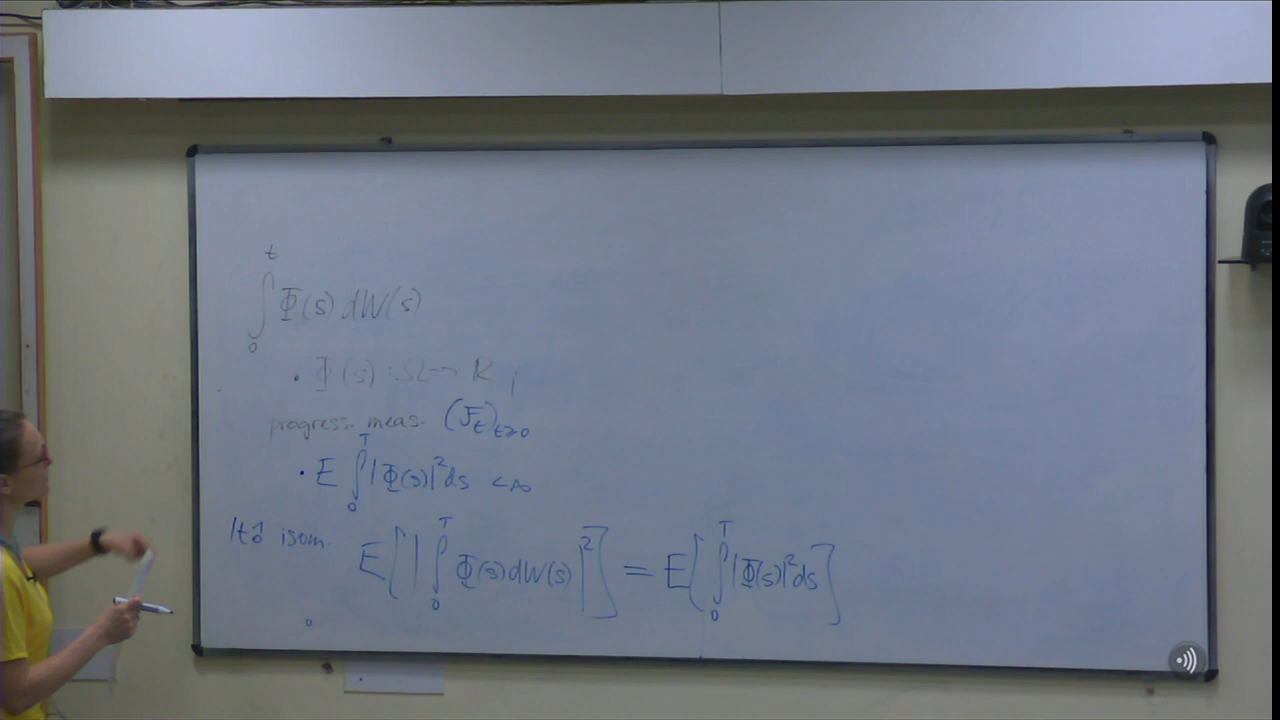 ∫₀ᵗ Φ(s) dW(s)
• Φ(s) : Ω → R ;
progress. meas. (F_t)_{t≥0}
• E ∫₀ᵀ |Φ(s)|² ds < ∞
Itô isom. E[ | ∫₀ᵀ Φ(s) dW(s) |² ] = E[ ∫₀ᵀ |Φ(s)|² ds ]